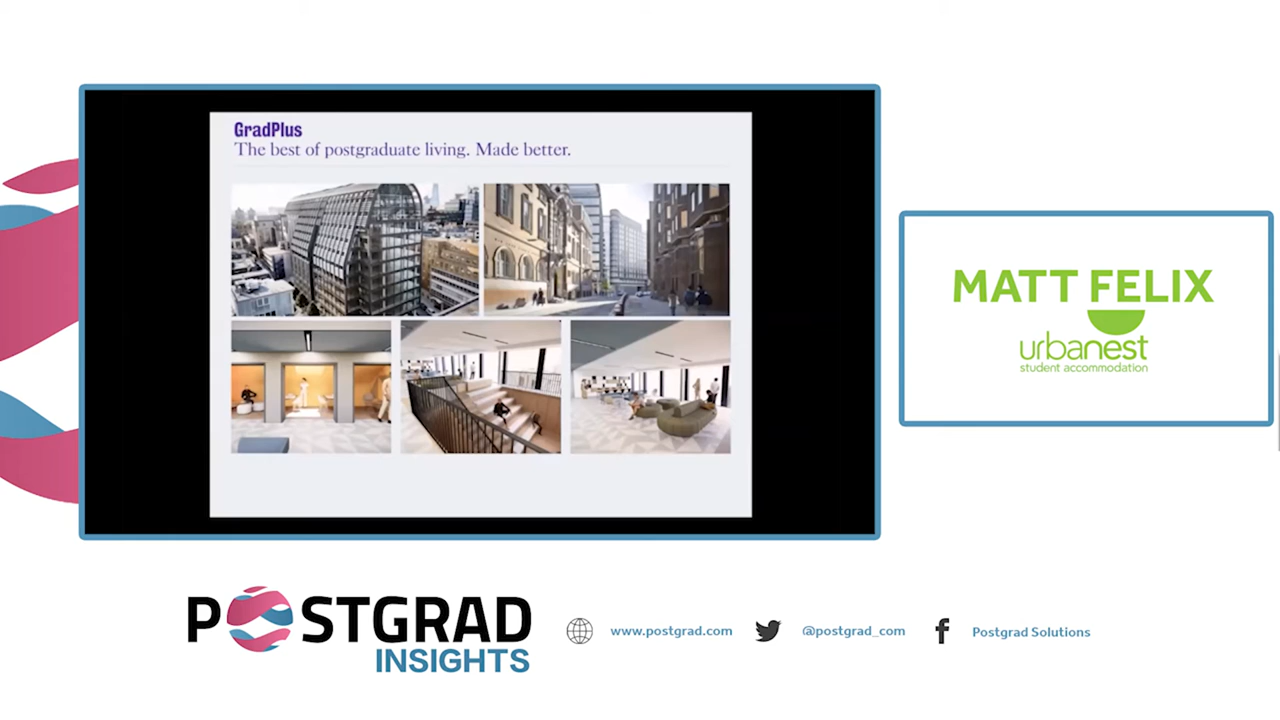 GradPlus
The best of postgraduate living. Made better.
MATT FELIX
urbanest
student accommodation
POSTGRAD
INSIGHTS
www.postgrad.com
@postgrad_com
Postgrad Solutions